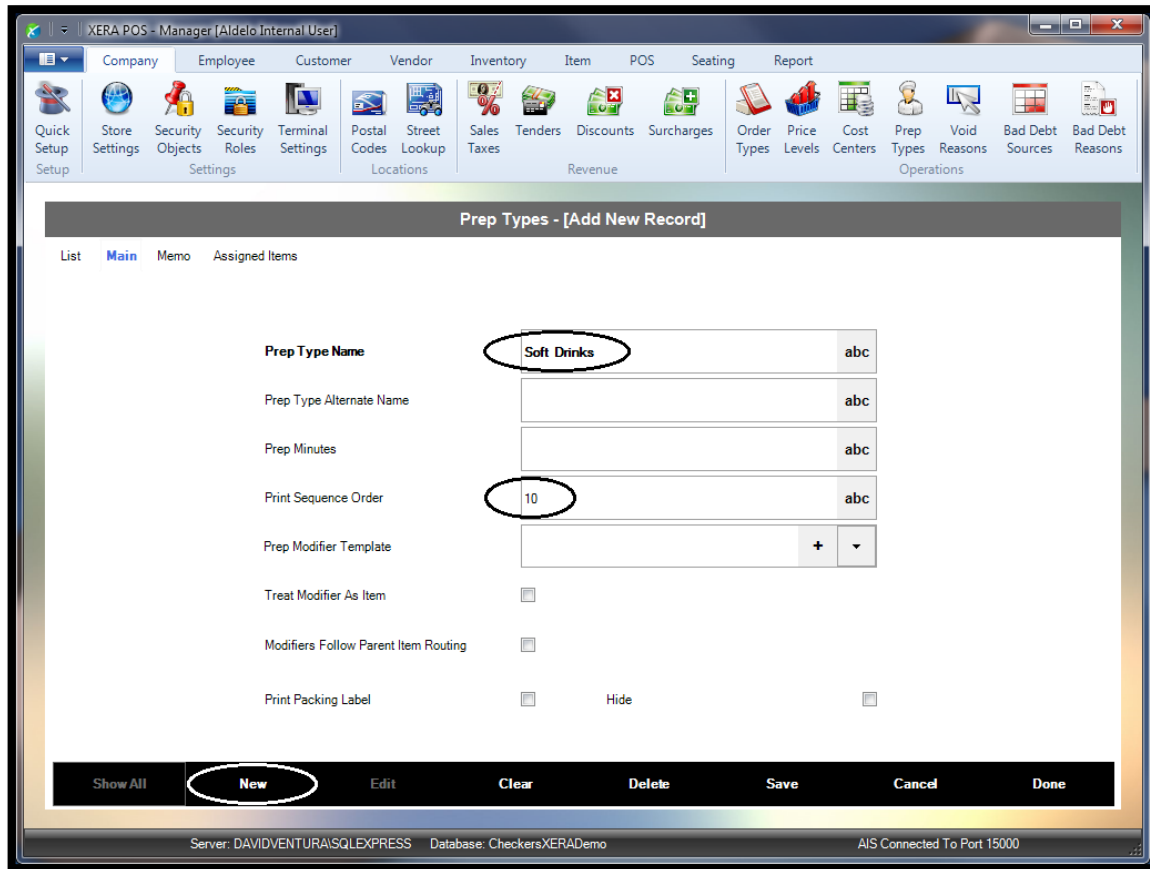 XERA POS - Manager [Aldelo Internal User]
Company Employee Customer Vendor Inventory Item POS Seating Report
Quick Setup
Store Settings
Security Objects
Security Roles
Terminal Settings
Postal Codes
Street Lookup
Sales Taxes
Tenders
Discounts
Surcharges
Order Types
Price Levels
Cost Centers
Prep Types
Void Reasons
Bad Debt Sources
Bad Debt Reasons
Setup Settings Locations Revenue Operations
Prep Types - [Add New Record]
List Main Memo Assigned Items
Prep Type Name Soft Drinks abc
Prep Type Alternate Name abc
Prep Minutes abc
Print Sequence Order 10 abc
Prep Modifier Template +
Treat Modifier As Item
Modifiers Follow Parent Item Routing
Print Packing Label Hide
Show All New Edit Clear Delete Save Cancel Done
Server: DAVIDVENTURA\SQLEXPRESS Database: CheckersXERADemo AIS Connected To Port 15000